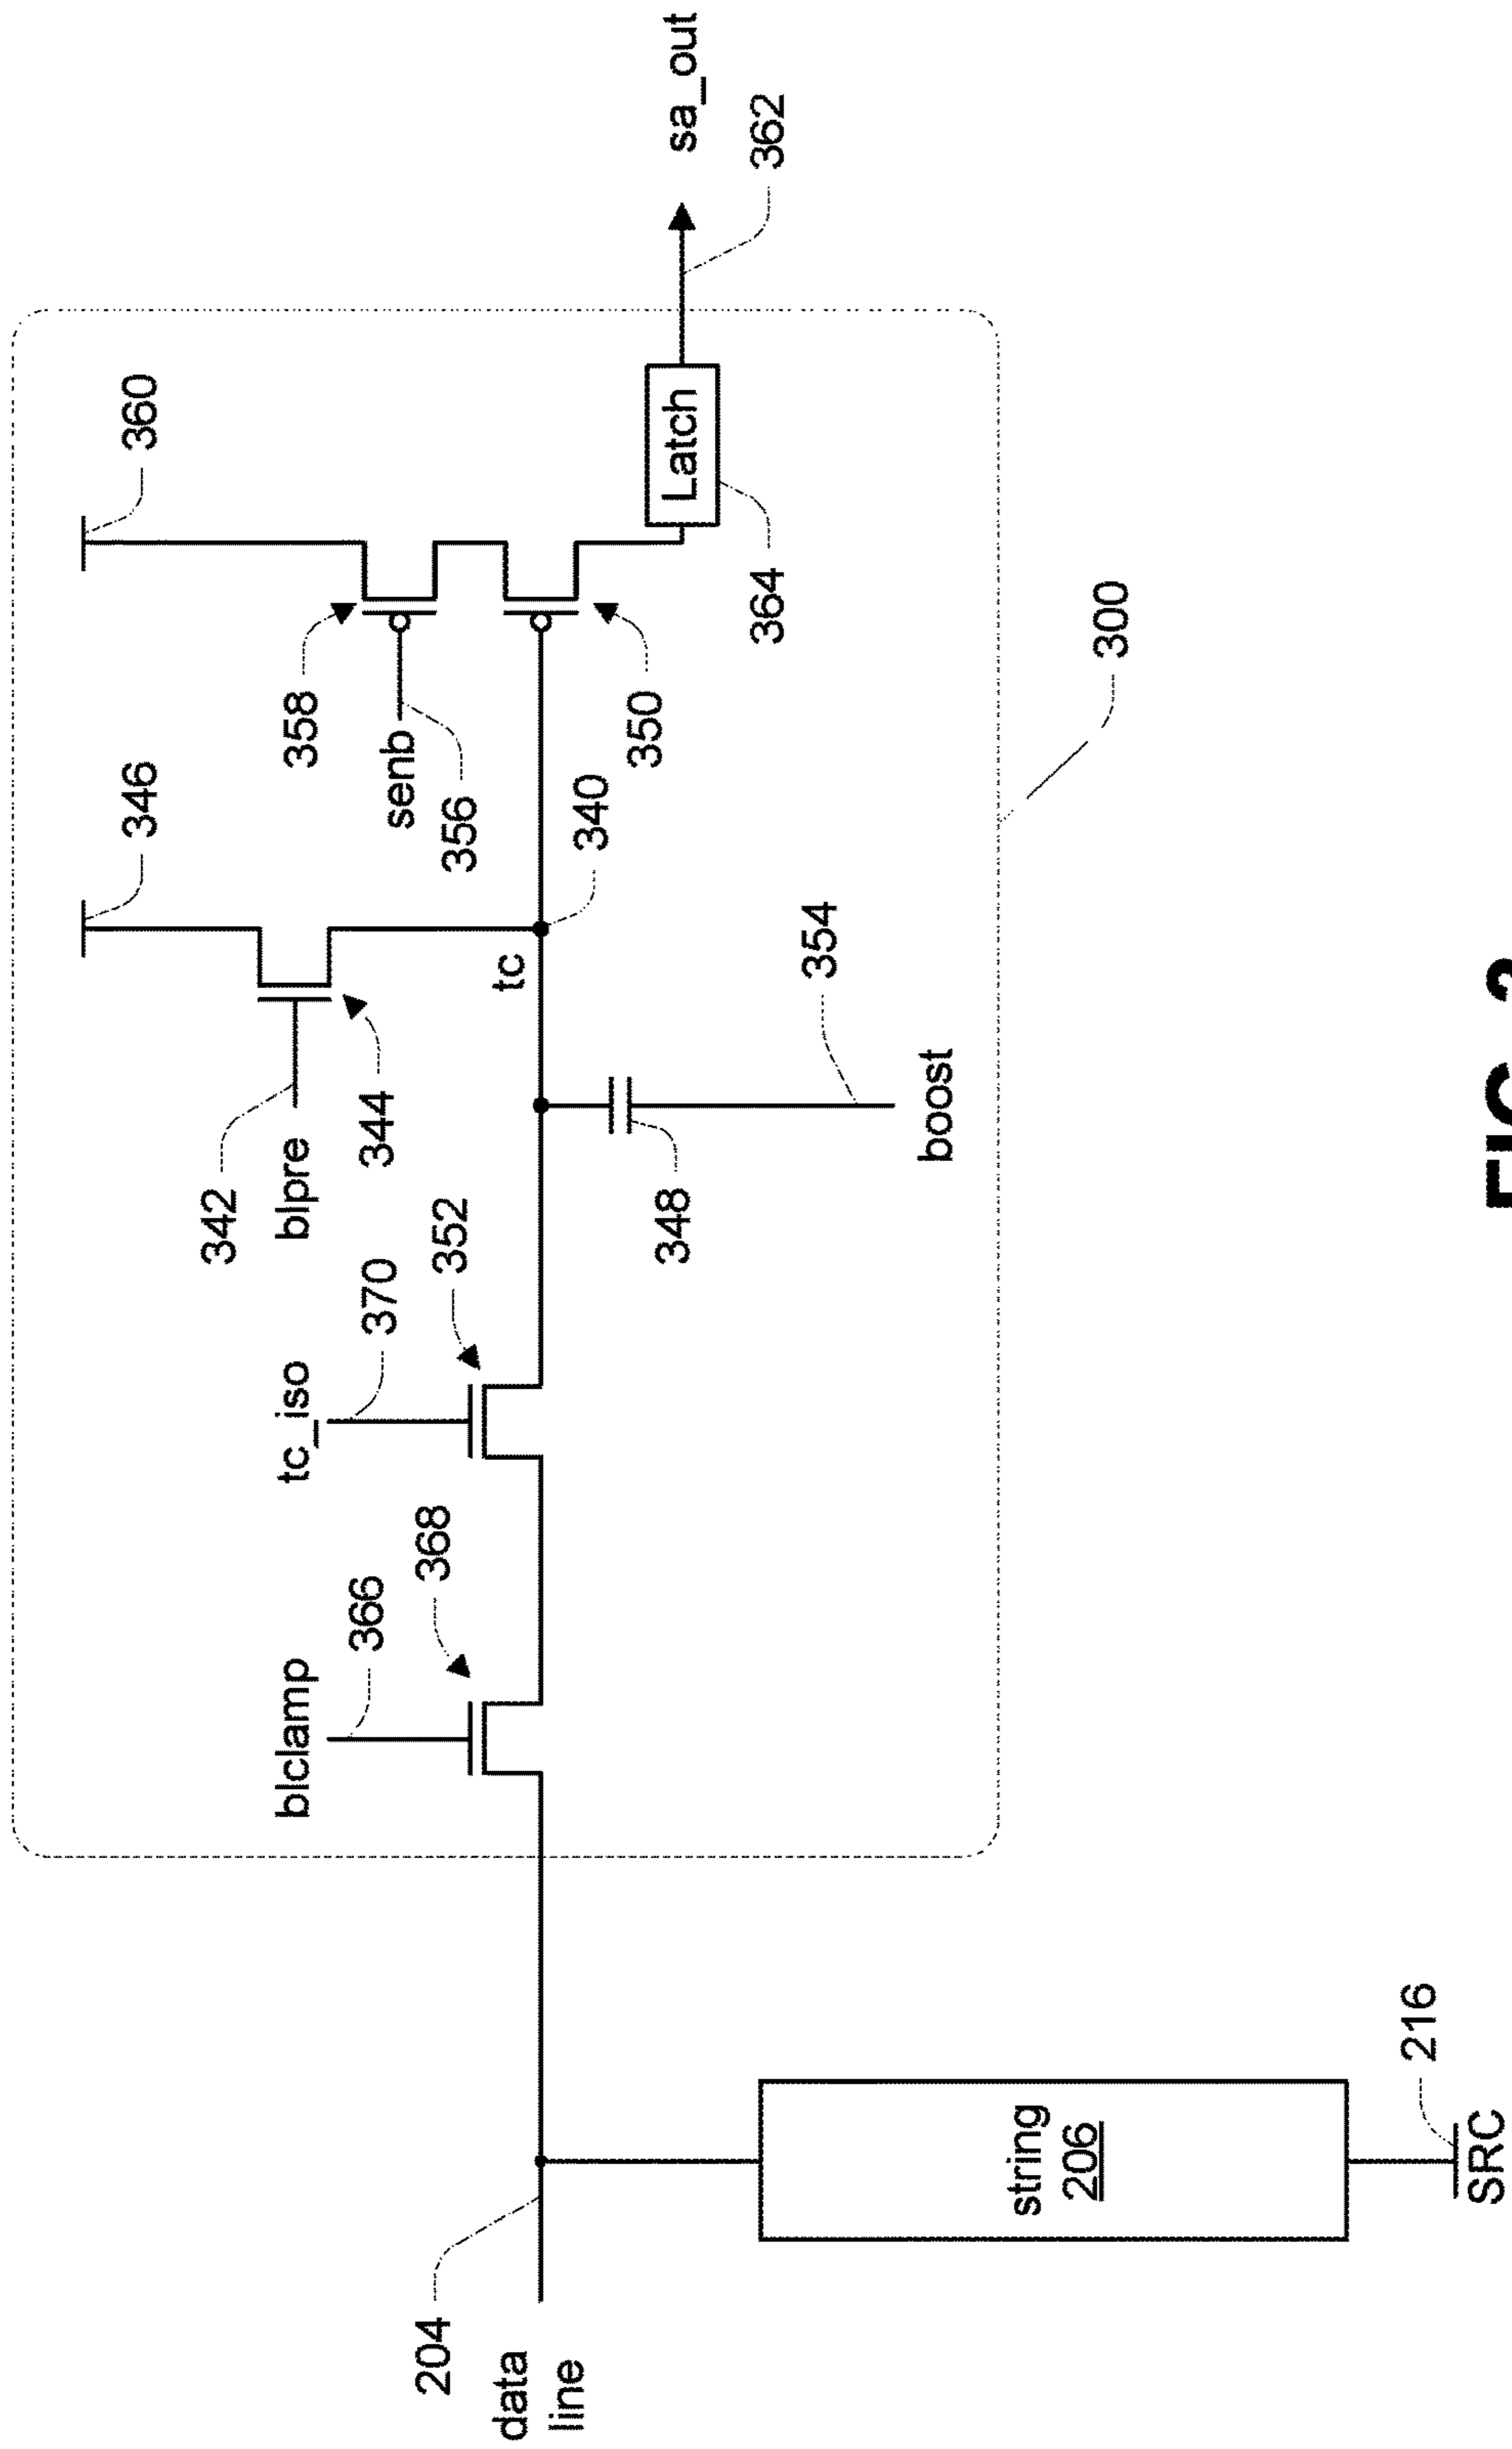 346
360
342
blclamp
tc_iso
blpre
358
366
370
344
senb
204
368
352
356
data
line
tc
340
350
348
Latch
sa_out
364
362
354
boost
string
206
300
216
SRC
FIG.